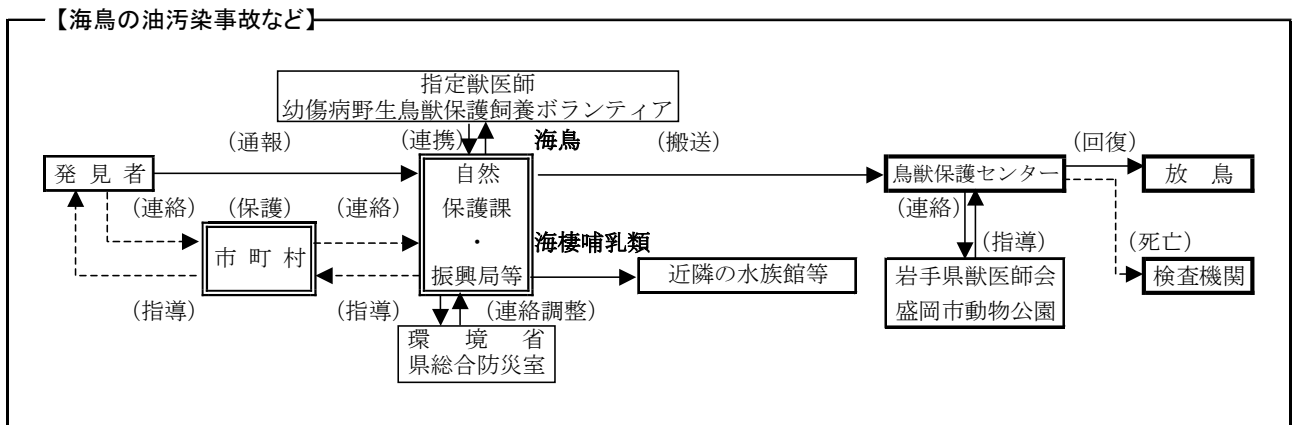 【海鳥の油汚染事故など】
指定獣医師
幼傷病野生鳥獣保護飼養ボランティア
(通報)
(連携)
海鳥
(搬送)
(回復)
発見者
自然
保護課
・
振興局等
鳥獣保護センター
放鳥
(連絡)
(保護)
(連絡)
(連絡)
市町村
海棲哺乳類
(指導)
(死亡)
近隣の水族館等
岩手県獣医師会
盛岡市動物公園
検査機関
(指導)
(指導)
(連絡調整)
環境省
県総合防災室